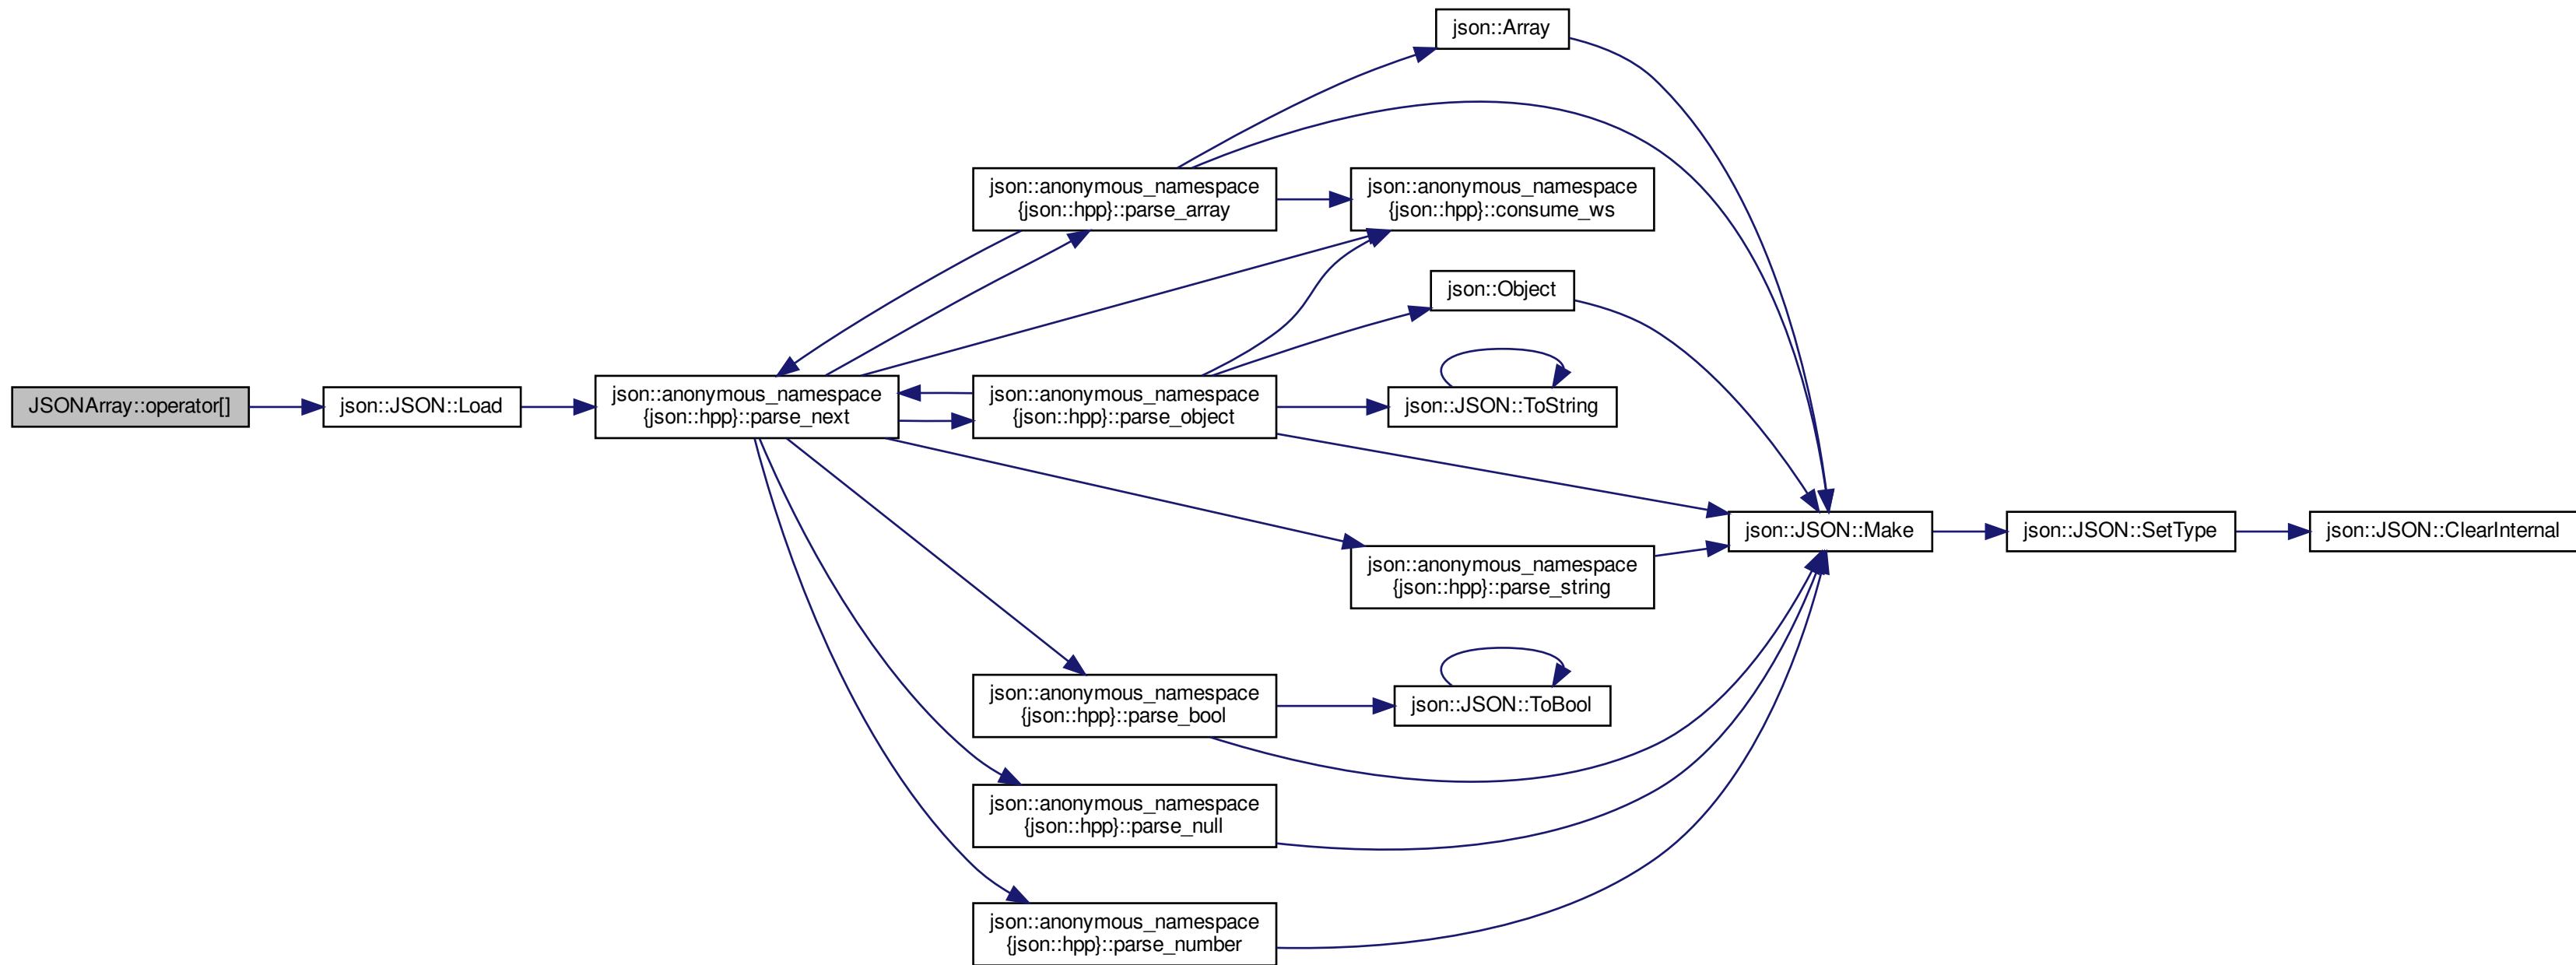 JSONArray::operator[]
json::JSON::Load
json::anonymous_namespace
{json::hpp}::parse_next
json::anonymous_namespace
{json::hpp}::parse_array
json::Array
json::anonymous_namespace
{json::hpp}::consume_ws
json::anonymous_namespace
{json::hpp}::parse_object
json::Object
json::JSON::ToString
json::anonymous_namespace
{json::hpp}::parse_string
json::anonymous_namespace
{json::hpp}::parse_bool
json::JSON::ToBool
json::anonymous_namespace
{json::hpp}::parse_null
json::anonymous_namespace
{json::hpp}::parse_number
json::JSON::Make
json::JSON::SetType
json::JSON::ClearInternal